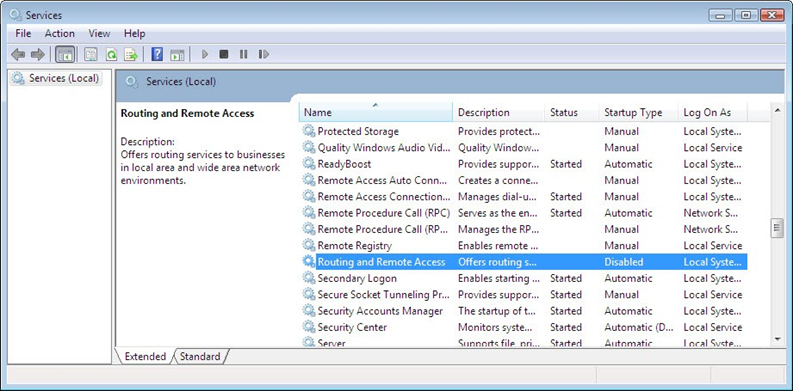 Services
File Action View Help
Services (Local)
Services (Local)
Routing and Remote Access
Description:
Offers routing services to businesses
in local area and wide area network
environments.
Name Description Status Startup Type Log On As
Protected Storage Provides protect... Manual Local Syste...
Quality Windows Audio Vid... Quality Window... Manual Local Service
ReadyBoost Provides suppor... Started Automatic Local Syste...
Remote Access Auto Conn... Creates a conne... Manual Local Syste...
Remote Access Connection... Manages dial-u... Started Manual Local Syste...
Remote Procedure Call (RPC) Serves as the en... Started Automatic Network S...
Remote Procedure Call (RP... Manages the RP... Manual Network S...
Remote Registry Enables remote ... Manual Local Service
Routing and Remote Access Offers routing s... Disabled Local Syste...
Secondary Logon Enables starting ... Started Automatic Local Syste...
Secure Socket Tunneling Pr... Provides suppor... Started Manual Local Service
Security Accounts Manager The startup of t... Started Automatic Local Syste...
Security Center Monitors syste... Started Automatic (D... Local Service
Server Supports file, pri... Started Automatic Local Syste...
Extended Standard